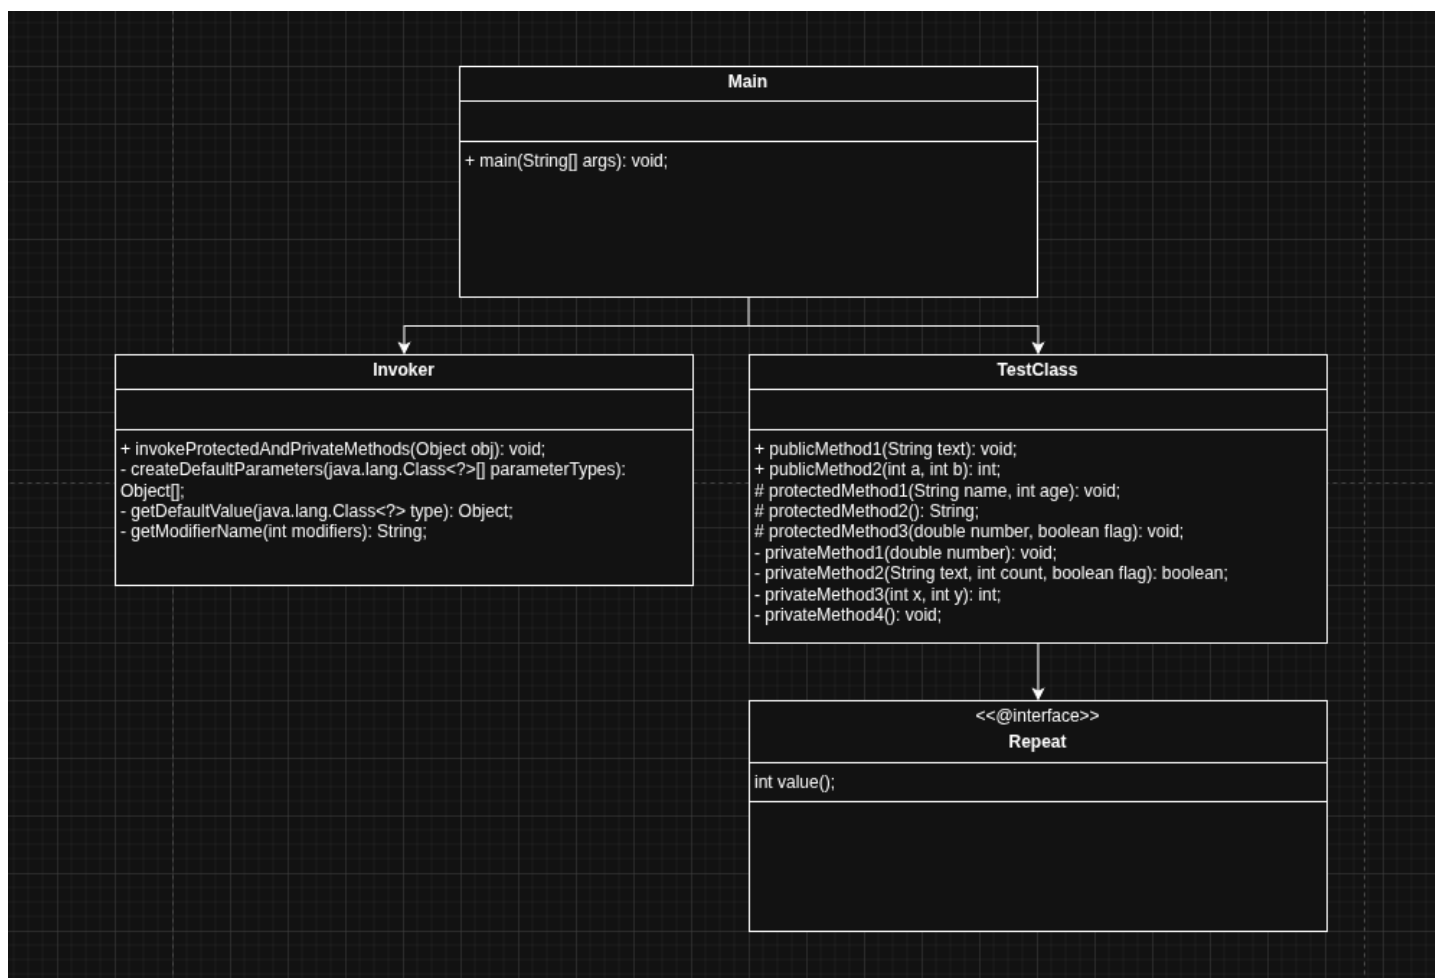 Main
+ main(String[] args): void;
Invoker
+ invokeProtectedAndPrivateMethods(Object obj): void;
- createDefaultParameters(java.lang.Class<?>[] parameterTypes):
Object[];
- getDefaultValue(java.lang.Class<?> type): Object;
- getModifierName(int modifiers): String;
TestClass
+ publicMethod1(String text): void;
+ publicMethod2(int a, int b): int;
# protectedMethod1(String name, int age): void;
# protectedMethod2(): String;
# protectedMethod3(double number, boolean flag): void;
- privateMethod1(double number): void;
- privateMethod2(String text, int count, boolean flag): boolean;
- privateMethod3(int x, int y): int;
- privateMethod4(): void;
<<@interface>>
Repeat
int value();